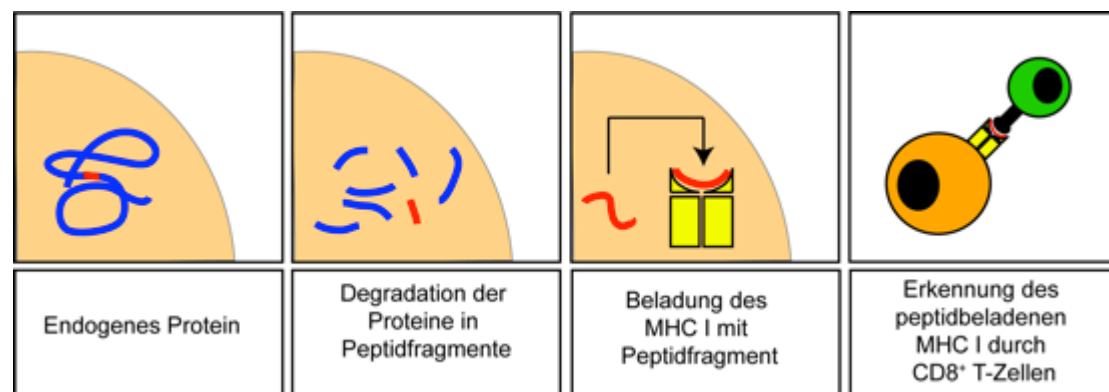 Endogenes Protein
Degradation der
Proteine in
Peptidfragmente
Beladung des
MHC I mit
Peptidfragment
Erkennung des
peptidbeladenen
MHC I durch
CD8⁺ T-Zellen